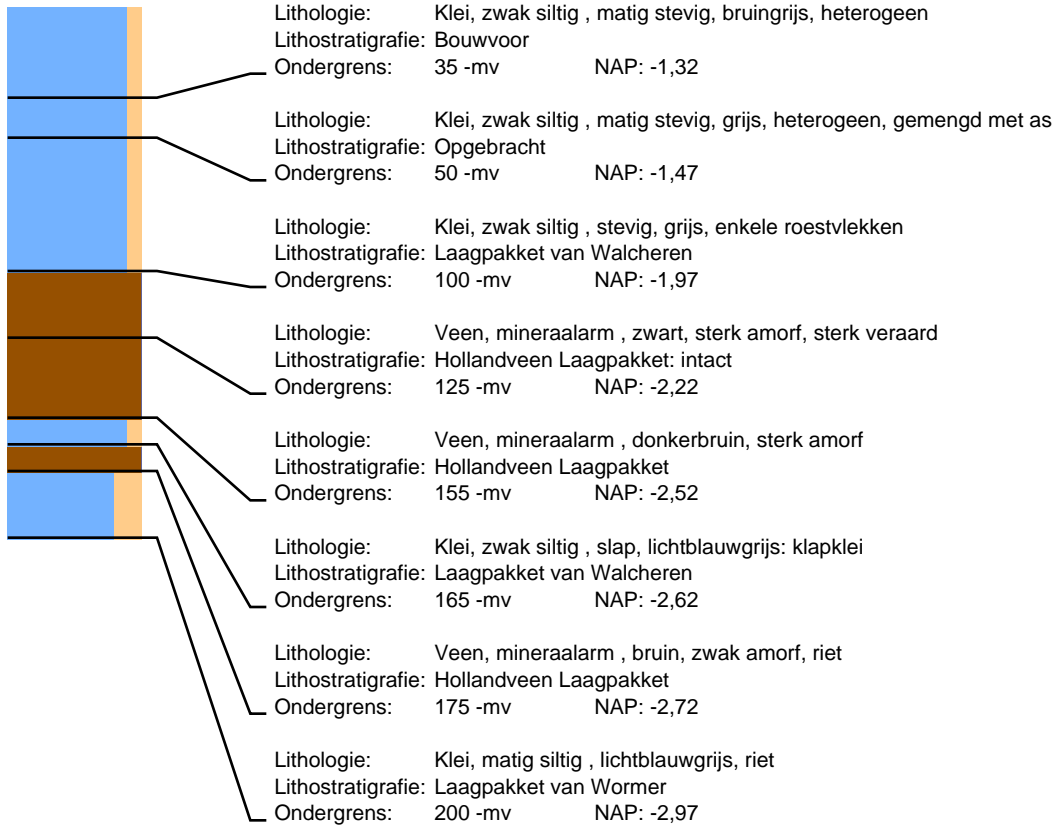 Lithologie: Klei, zwak siltig , matig stevig, bruingrijs, heterogeen
Lithostratigrafie: Bouwvoor
Ondergrens: 35 -mv NAP: -1,32
Lithologie: Klei, zwak siltig , matig stevig, grijs, heterogeen, gemengd met as
Lithostratigrafie: Opgebracht
Ondergrens: 50 -mv NAP: -1,47
Lithologie: Klei, zwak siltig , stevig, grijs, enkele roestvlekken
Lithostratigrafie: Laagpakket van Walcheren
Ondergrens: 100 -mv NAP: -1,97
Lithologie: Veen, mineraalarm , zwart, sterk amorf, sterk veraard
Lithostratigrafie: Hollandveen Laagpakket: intact
Ondergrens: 125 -mv NAP: -2,22
Lithologie: Veen, mineraalarm , donkerbruin, sterk amorf
Lithostratigrafie: Hollandveen Laagpakket
Ondergrens: 155 -mv NAP: -2,52
Lithologie: Klei, zwak siltig , slap, lichtblauwgrijs: klapklei
Lithostratigrafie: Laagpakket van Walcheren
Ondergrens: 165 -mv NAP: -2,62
Lithologie: Veen, mineraalarm , bruin, zwak amorf, riet
Lithostratigrafie: Hollandveen Laagpakket
Ondergrens: 175 -mv NAP: -2,72
Lithologie: Klei, matig siltig , lichtblauwgrijs, riet
Lithostratigrafie: Laagpakket van Wormer
Ondergrens: 200 -mv NAP: -2,97